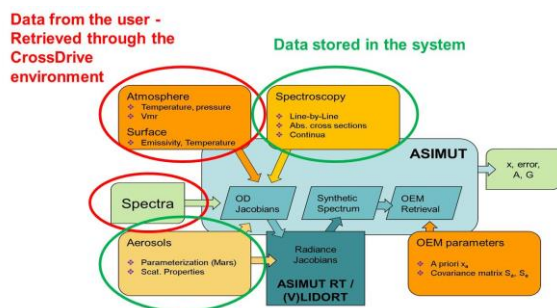 Data from the user -
Retrieved through the
CrossDrive
environment
Data stored in the system
Atmosphere
❖ Temperature, pressure
❖ Vmr
Surface
❖ Emissivity, Temperature
Spectroscopy
❖ Line-by-Line
❖ Abs. cross sections
❖ Continua
ASIMUT
x, error,
A, G
Spectra
OD
Jacobians
Synthetic
Spectrum
OEM
Retrieval
Aerosols
❖ Parameterization (Mars)
❖ Scat. Properties
Radiance
Jacobians
ASIMUT RT /
(V)LIDORT
OEM parameters
❖ A priori xₐ
❖ Covariance matrix Sₐ, Sₑ